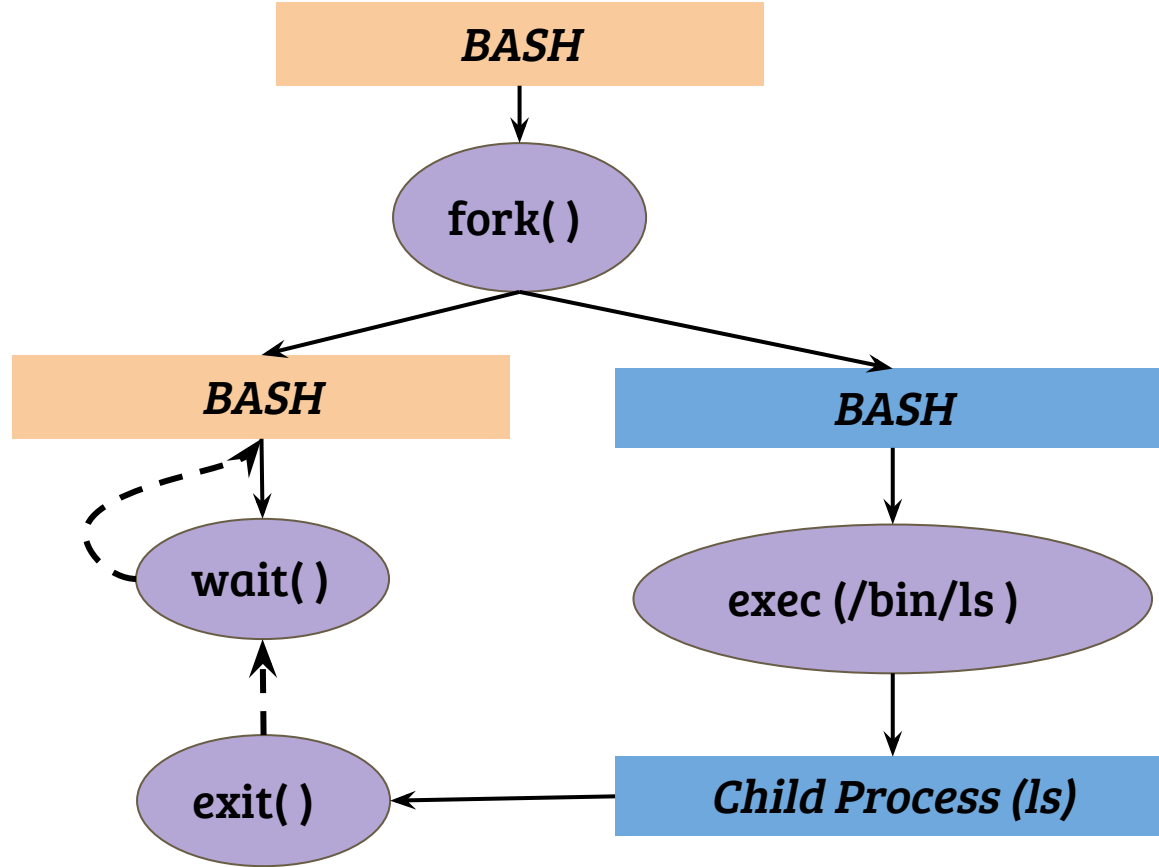 BASH
fork( )
BASH
BASH
wait( )
exec (/bin/ls )
exit( )
Child Process (ls)